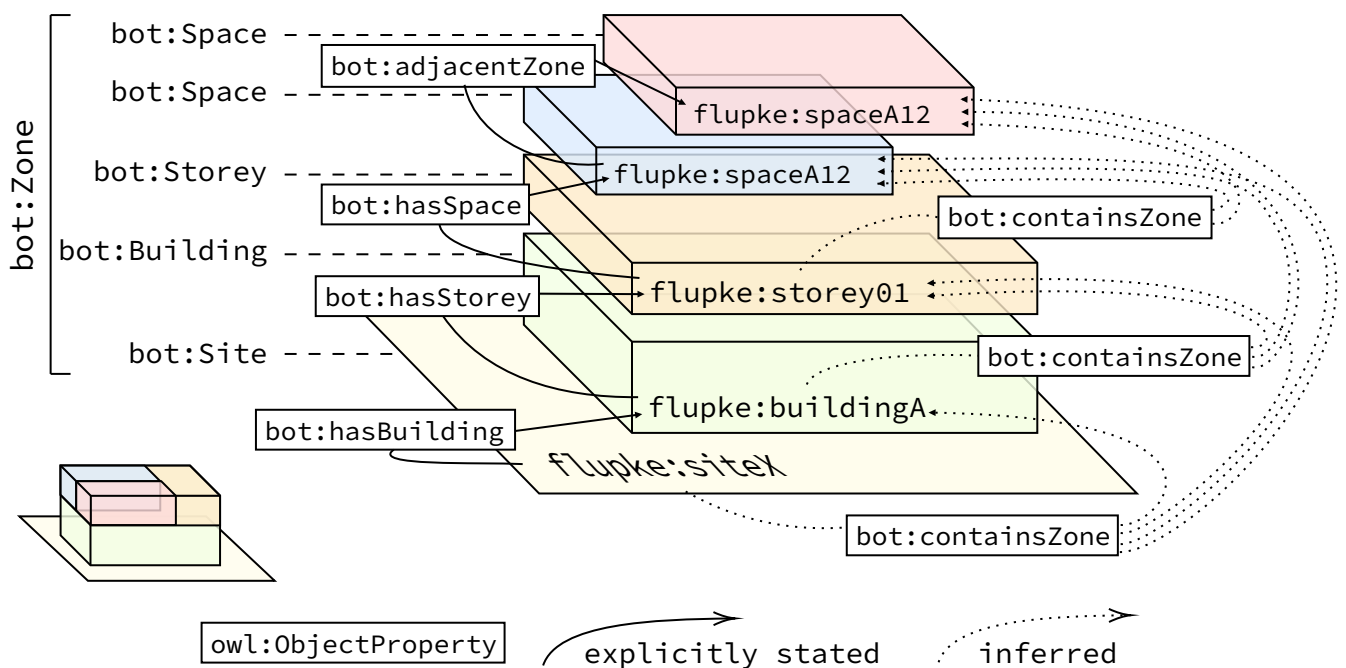 bot:Zone
bot:Space
bot:adjacentZone
bot:Space
flupke:spaceA12
bot:Storey
flupke:spaceA12
bot:hasSpace
bot:containsZone
bot:Building
bot:hasStorey
flupke:storey01
bot:Site
bot:containsZone
flupke:buildingA
bot:hasBuilding
flupke:siteX
bot:containsZone
owl:ObjectProperty
explicitly stated
inferred